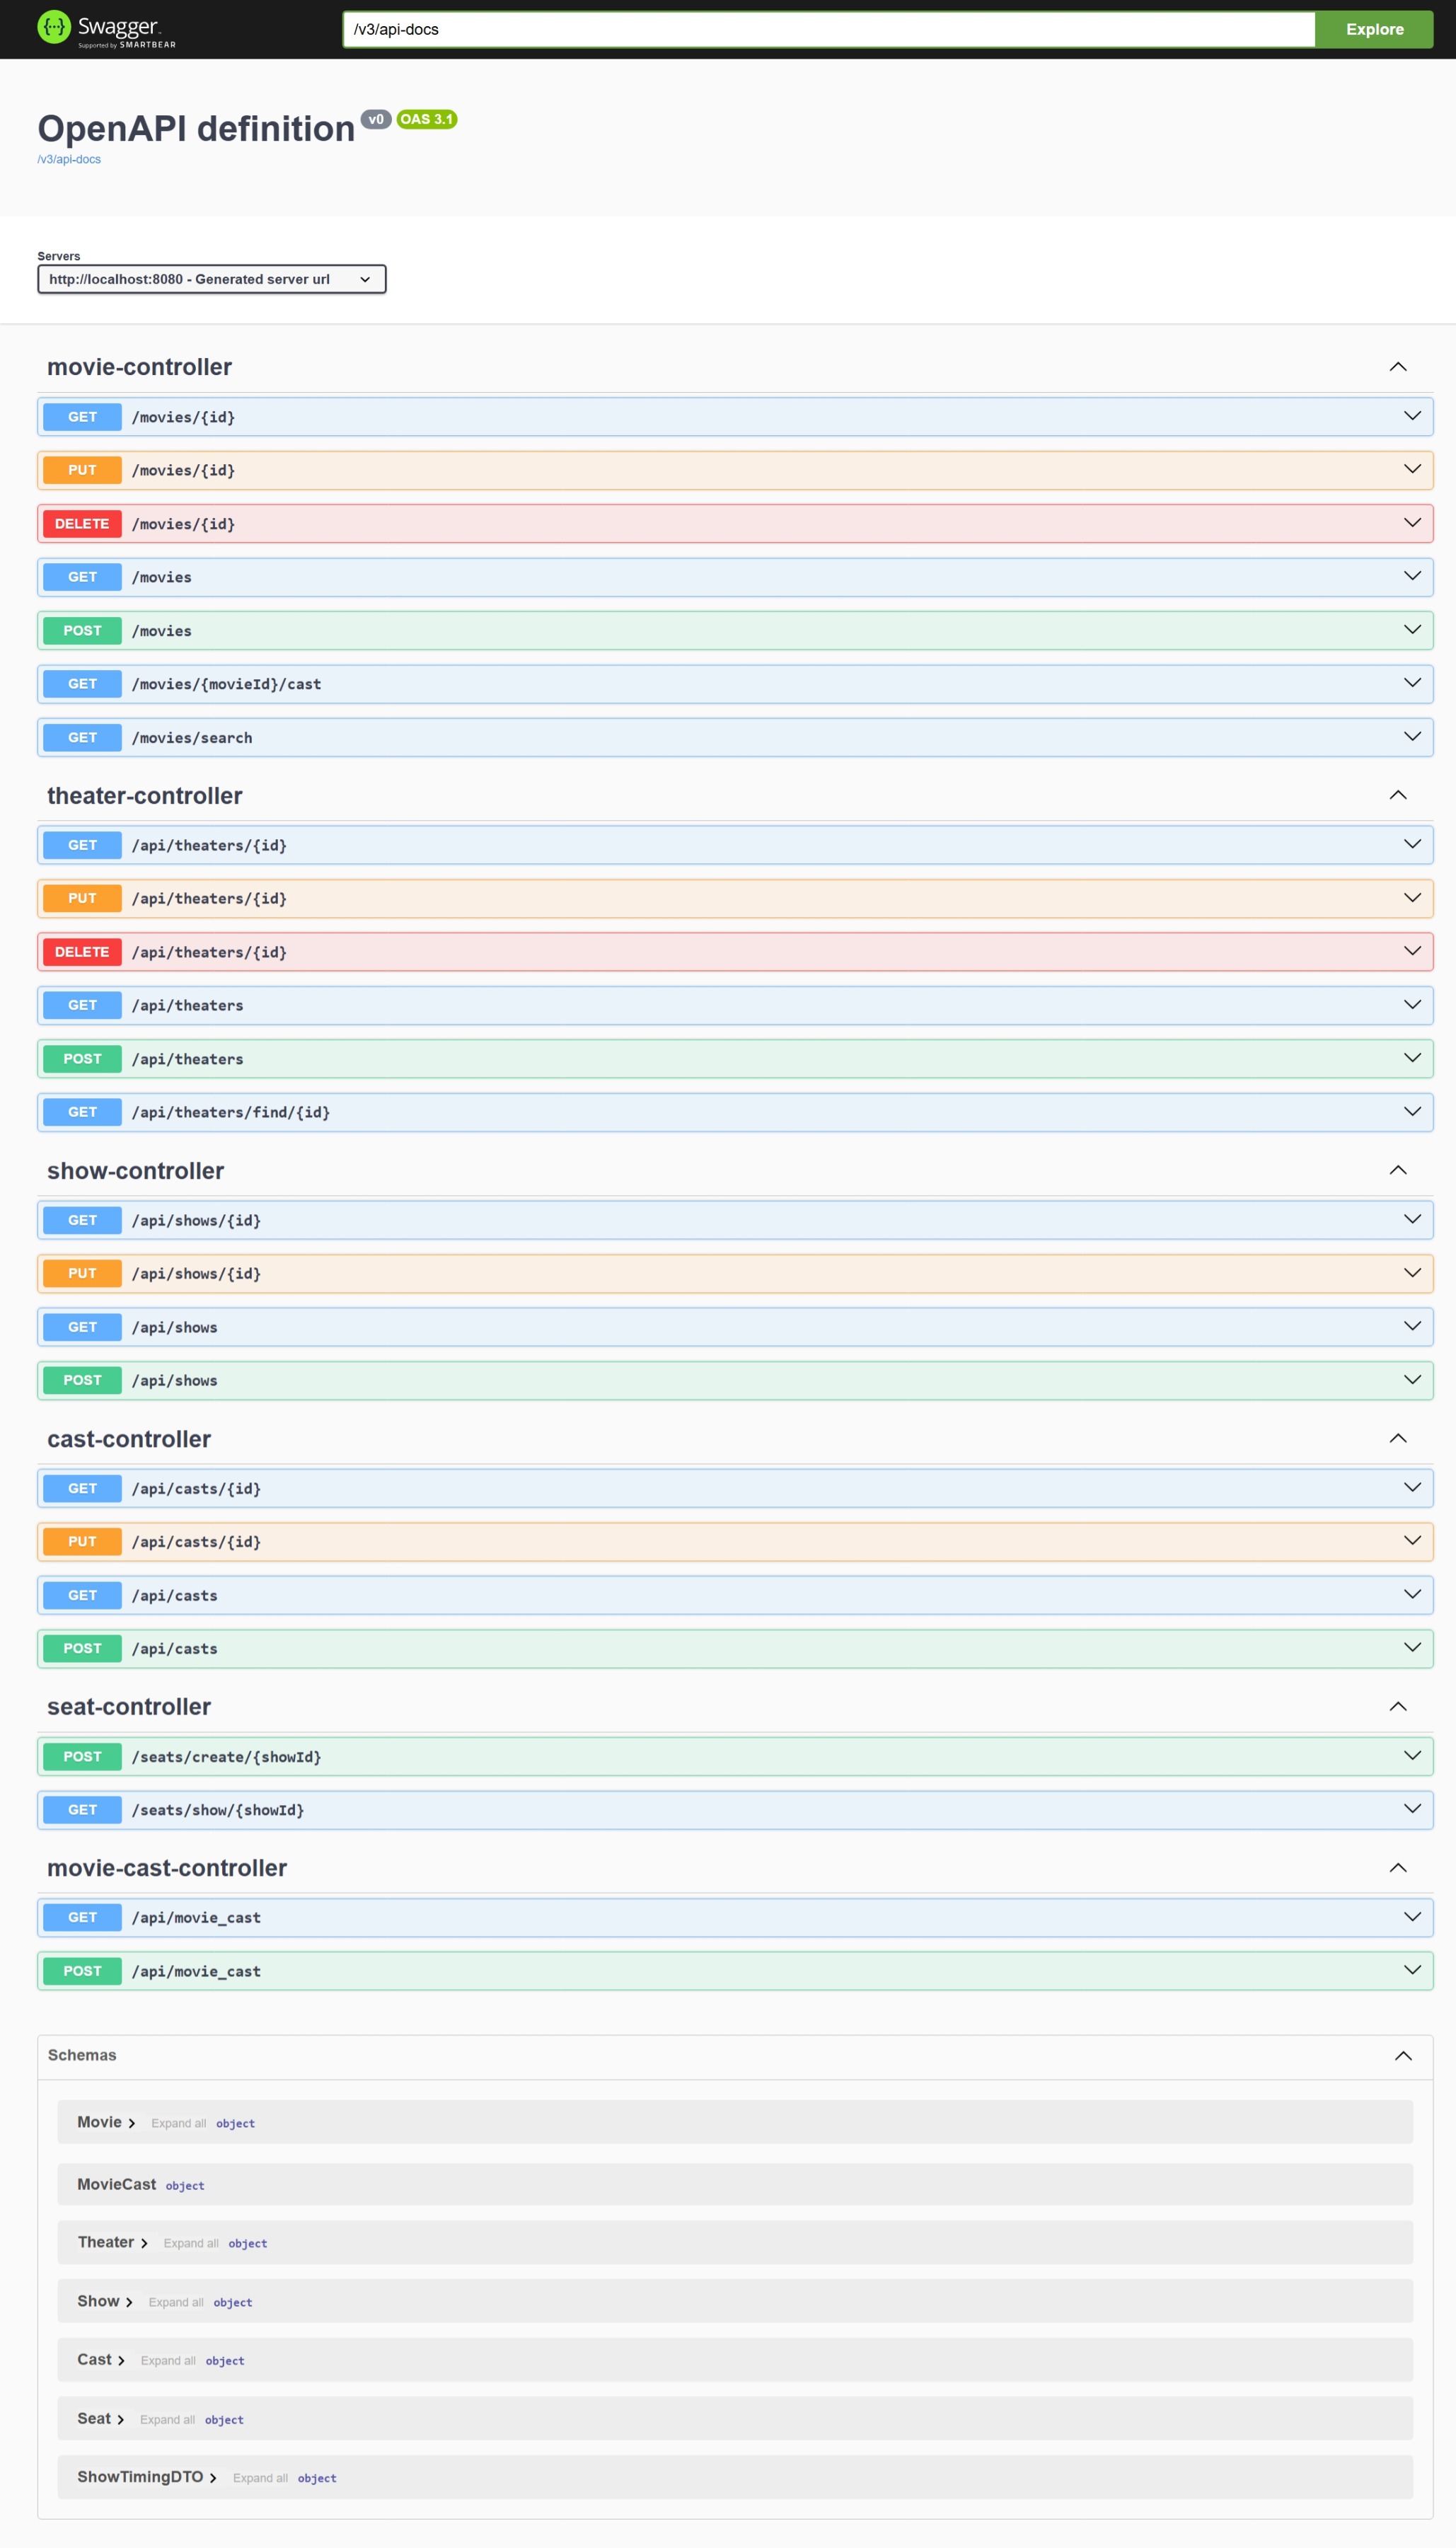 Swagger
Supported by SMARTBEAR
/v3/api-docs
Explore
OpenAPI definition v0 OAS 3.1
/v3/api-docs
Servers
http://localhost:8080 - Generated server url
movie-controller
GET /movies/{id}
PUT /movies/{id}
DELETE /movies/{id}
GET /movies
POST /movies
GET /movies/{movieId}/cast
GET /movies/search
theater-controller
GET /api/theaters/{id}
PUT /api/theaters/{id}
DELETE /api/theaters/{id}
GET /api/theaters
POST /api/theaters
GET /api/theaters/find/{id}
show-controller
GET /api/shows/{id}
PUT /api/shows/{id}
GET /api/shows
POST /api/shows
cast-controller
GET /api/casts/{id}
PUT /api/casts/{id}
GET /api/casts
POST /api/casts
seat-controller
POST /seats/create/{showId}
GET /seats/show/{showId}
movie-cast-controller
GET /api/movie_cast
POST /api/movie_cast
Schemas
Movie Expand all object
MovieCast object
Theater Expand all object
Show Expand all object
Cast Expand all object
Seat Expand all object
ShowTimingDTO Expand all object